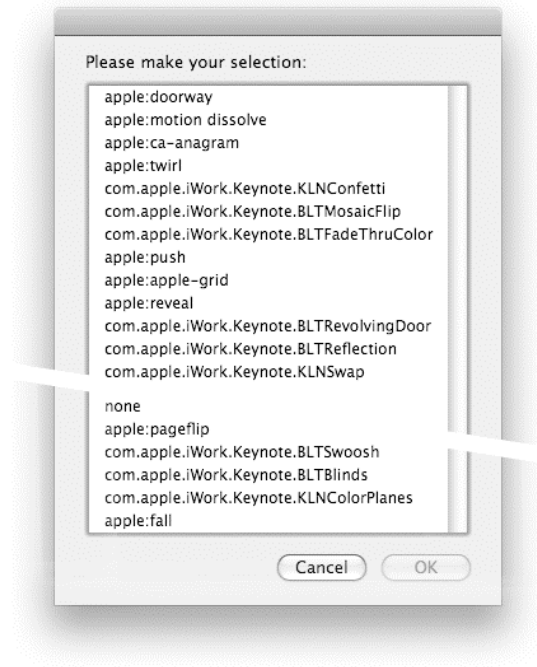 Please make your selection:
apple:doorway
apple:motion dissolve
apple:ca-anagram
apple:twirl
com.apple.iWork.Keynote.KLNConfetti
com.apple.iWork.Keynote.BLTMosaicFlip
com.apple.iWork.Keynote.BLTFadeThruColor
apple:push
apple:apple-grid
apple:reveal
com.apple.iWork.Keynote.BLTRevolvingDoor
com.apple.iWork.Keynote.BLTReflection
com.apple.iWork.Keynote.KLNSwap
none
apple:pageflip
com.apple.iWork.Keynote.BLTSwoosh
com.apple.iWork.Keynote.BLTBlinds
com.apple.iWork.Keynote.KLNColorPlanes
apple:fall
Cancel OK